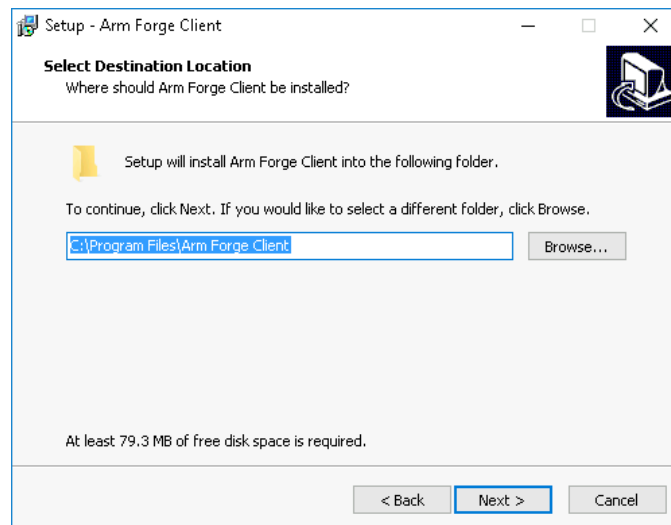 Setup - Arm Forge Client
Select Destination Location
Where should Arm Forge Client be installed?
Setup will install Arm Forge Client into the following folder.
To continue, click Next. If you would like to select a different folder, click Browse.
C:\Program Files\Arm Forge Client
Browse...
At least 79.3 MB of free disk space is required.
< Back
Next >
Cancel